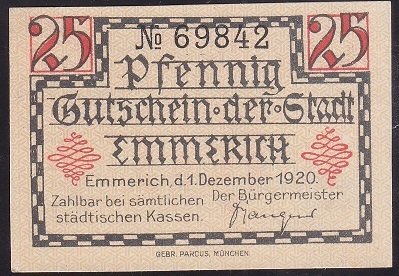 25 № 69842 25
Pfennig
Gutschein der Stadt
EMMERICH
Emmerich, d. 1. Dezember 1920.
Zahlbar bei sämtlichen Der Bürgermeister
städtischen Kassen.
GEBR. PARCUS, MÜNCHEN.